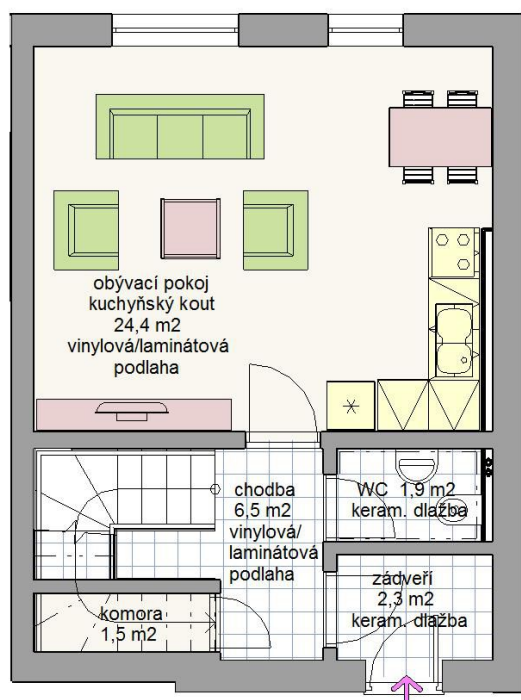 obývací pokoj
kuchyňský kout
24,4 m2
vinylová/laminátová
podlaha
chodba
6,5 m2
vinylová/
laminátová
podlaha
WC 1,9 m2
keram. dlažba
zádveří
2,3 m2
keram. dlažba
komora
1,5 m2